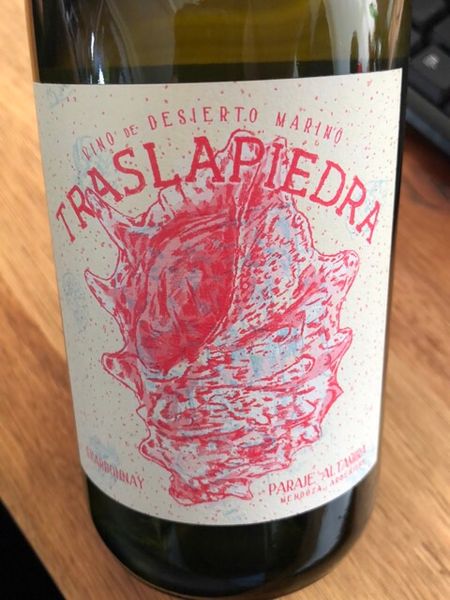 VINO DE DESIERTO MARINO
TRASLAPIEDRA
CHARDONNAY
PARAJE ALTAMIRA
MENDOZA, ARGENTINA